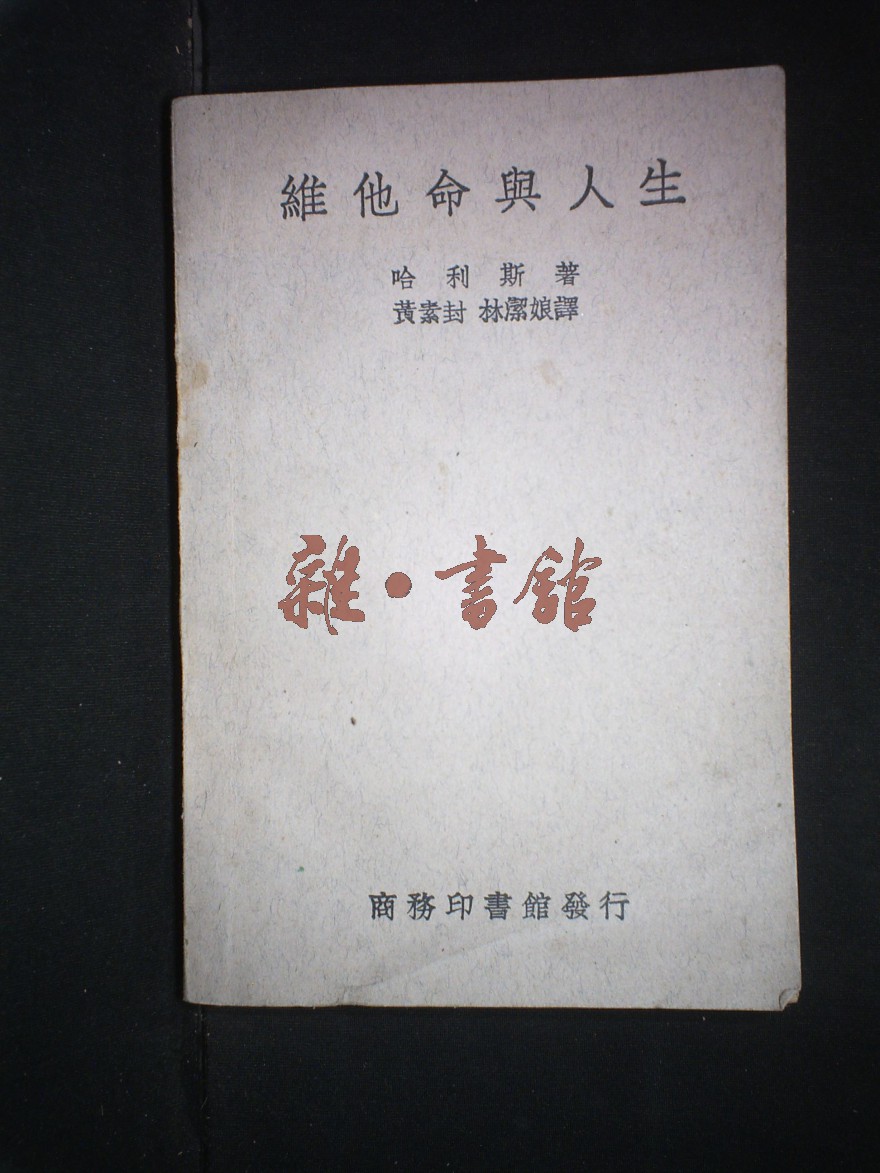 維他命與人生
哈利斯著
黃素封 林潔娘譯
雜·書館
商務印書館發行